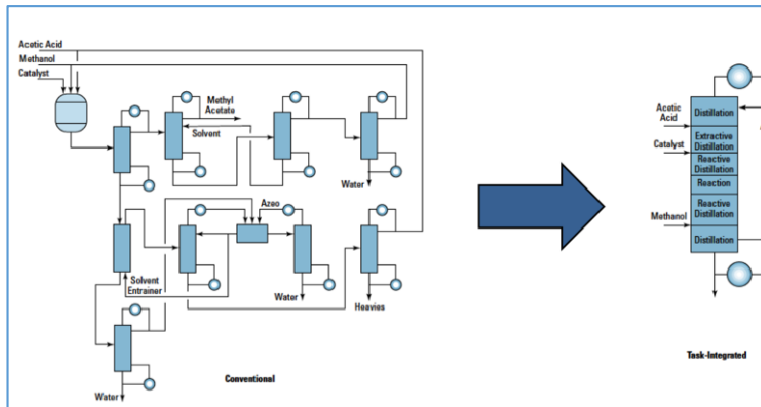 Acetic Acid
Methanol
Catalyst
Methyl
Acetate
Solvent
Water
Azeo
Solvent
Entrainer
Water
Heavies
Water
Conventional
Acetic
Acid
Catalyst
Methanol
Distillation
Extractive
Distillation
Reactive
Distillation
Reaction
Reactive
Distillation
Distillation
Task-Integrated